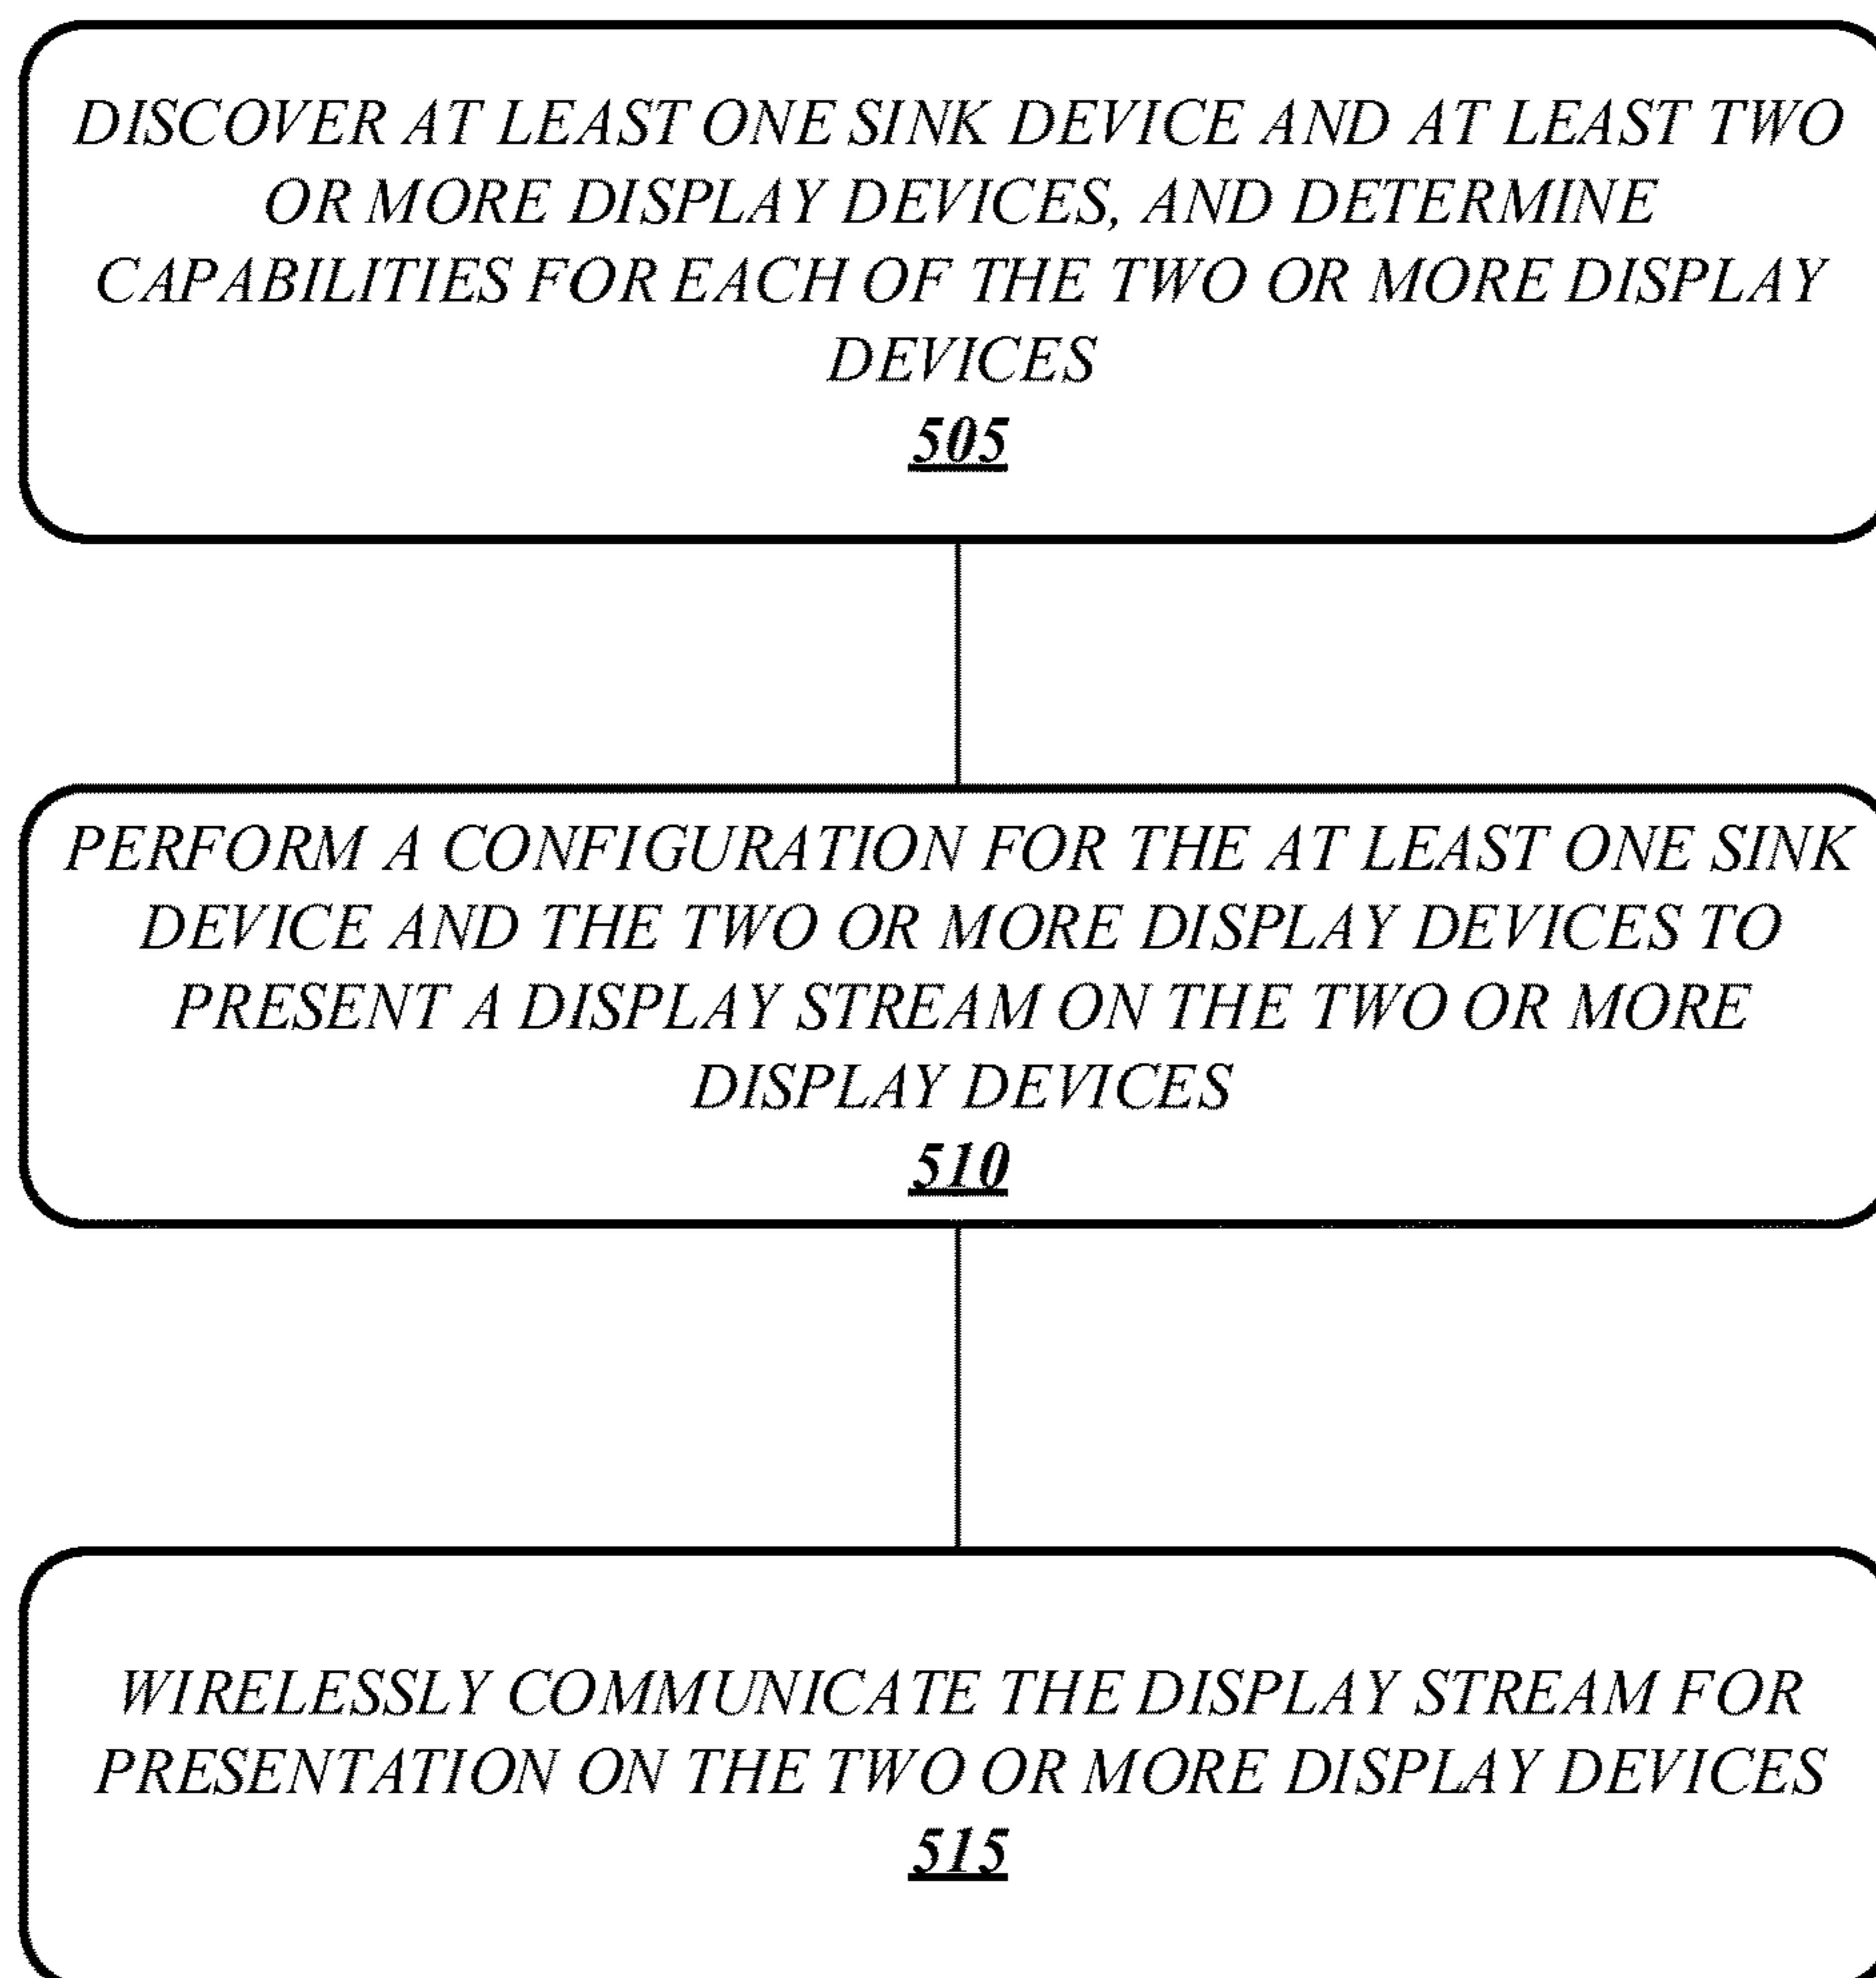 DISCOVER AT LEAST ONE SINK DEVICE AND AT LEAST TWO
OR MORE DISPLAY DEVICES, AND DETERMINE
CAPABILITIES FOR EACH OF THE TWO OR MORE DISPLAY
DEVICES
505
PERFORM A CONFIGURATION FOR THE AT LEAST ONE SINK
DEVICE AND THE TWO OR MORE DISPLAY DEVICES TO
PRESENT A DISPLAY STREAM ON THE TWO OR MORE
DISPLAY DEVICES
510
WIRELESSLY COMMUNICATE THE DISPLAY STREAM FOR
PRESENTATION ON THE TWO OR MORE DISPLAY DEVICES
515